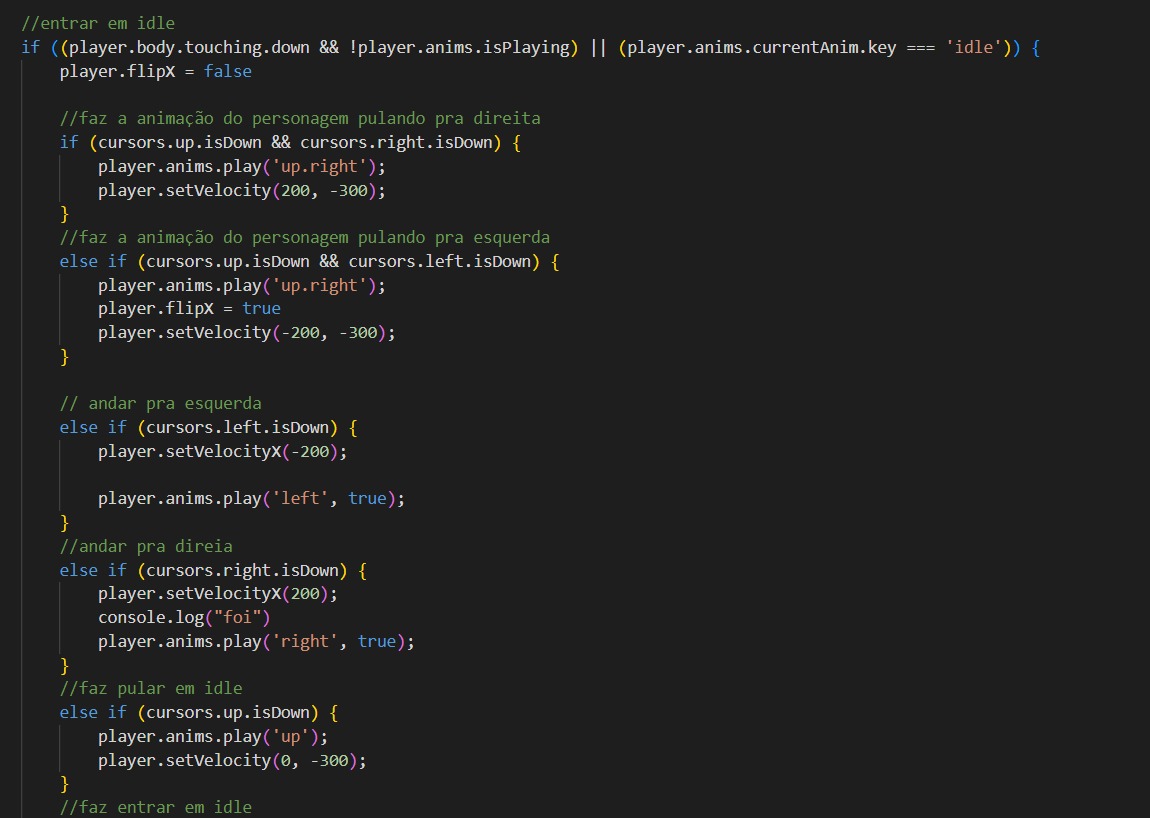 //entrar em idle
if ((player.body.touching.down && !player.anims.isPlaying) || (player.anims.currentAnim.key === 'idle')) {
    player.flipX = false

    //faz a animação do personagem pulando pra direita
    if (cursors.up.isDown && cursors.right.isDown) {
        player.anims.play('up.right');
        player.setVelocity(200, -300);
    }
    //faz a animação do personagem pulando pra esquerda
    else if (cursors.up.isDown && cursors.left.isDown) {
        player.anims.play('up.right');
        player.flipX = true
        player.setVelocity(-200, -300);
    }

    // andar pra esquerda
    else if (cursors.left.isDown) {
        player.setVelocityX(-200);

        player.anims.play('left', true);
    }
    //andar pra direia
    else if (cursors.right.isDown) {
        player.setVelocityX(200);
        console.log("foi")
        player.anims.play('right', true);
    }
    //faz pular em idle
    else if (cursors.up.isDown) {
        player.anims.play('up');
        player.setVelocity(0, -300);
    }
    //faz entrar em idle